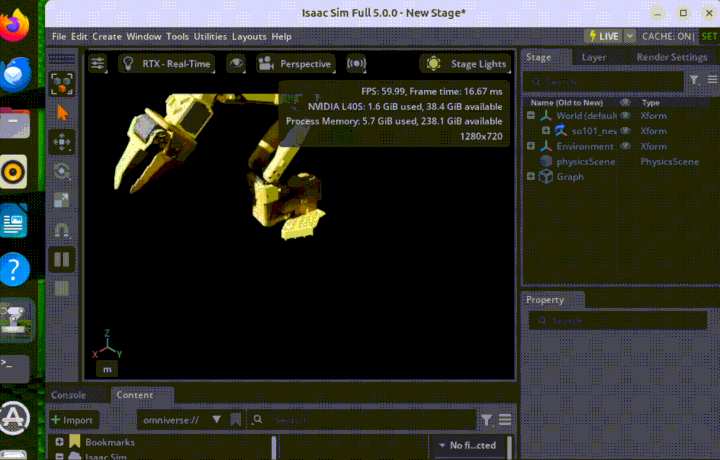 Isaac Sim Full 5.0.0 - New Stage*
File Edit Create Window Tools Utilities Layouts Help
LIVE
CACHE: ON
SET
RTX - Real-Time
Perspective
Stage Lights
FPS: 59.99, Frame time: 16.67 ms
NVIDIA L40S: 1.6 GiB used, 38.4 GiB available
Process Memory: 5.7 GiB used, 238.1 GiB available
1280x720
Z
X Y
m
Stage Layer Render Settings
Search
Name (Old to New) Type
World (defaul Xform
so101_new Xform
Environment Xform
physicsScene PhysicsScene
Graph
Property
Search
Console Content
Import
omniverse://
Search
Bookmarks
Isaac Sim
No fi...cted